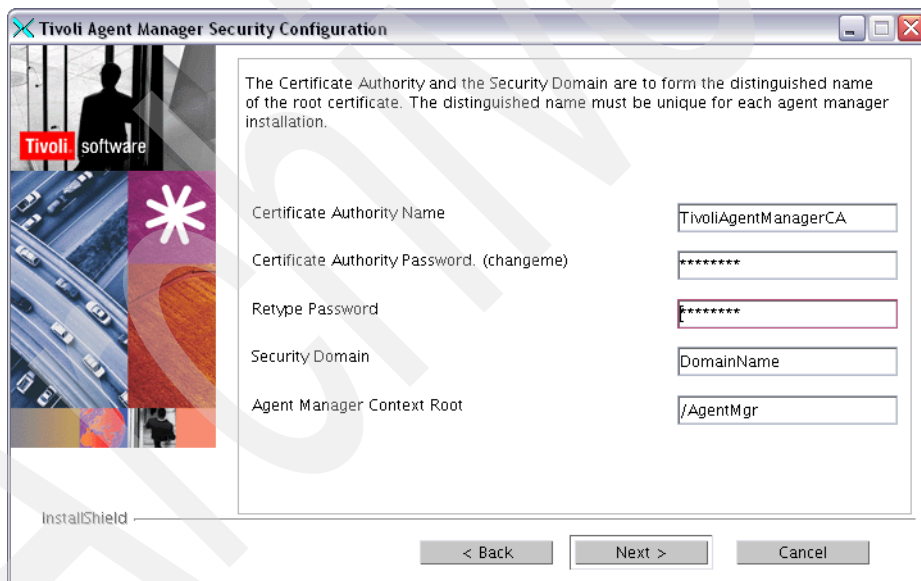 Tivoli Agent Manager Security Configuration
The Certificate Authority and the Security Domain are to form the distinguished name
of the root certificate. The distinguished name must be unique for each agent manager
installation.
Tivoli. software
Certificate Authority Name
TivoliAgentManagerCA
Certificate Authority Password. (changeme)
********
Retype Password
********
Security Domain
DomainName
Agent Manager Context Root
/AgentMgr
InstallShield
< Back
Next >
Cancel